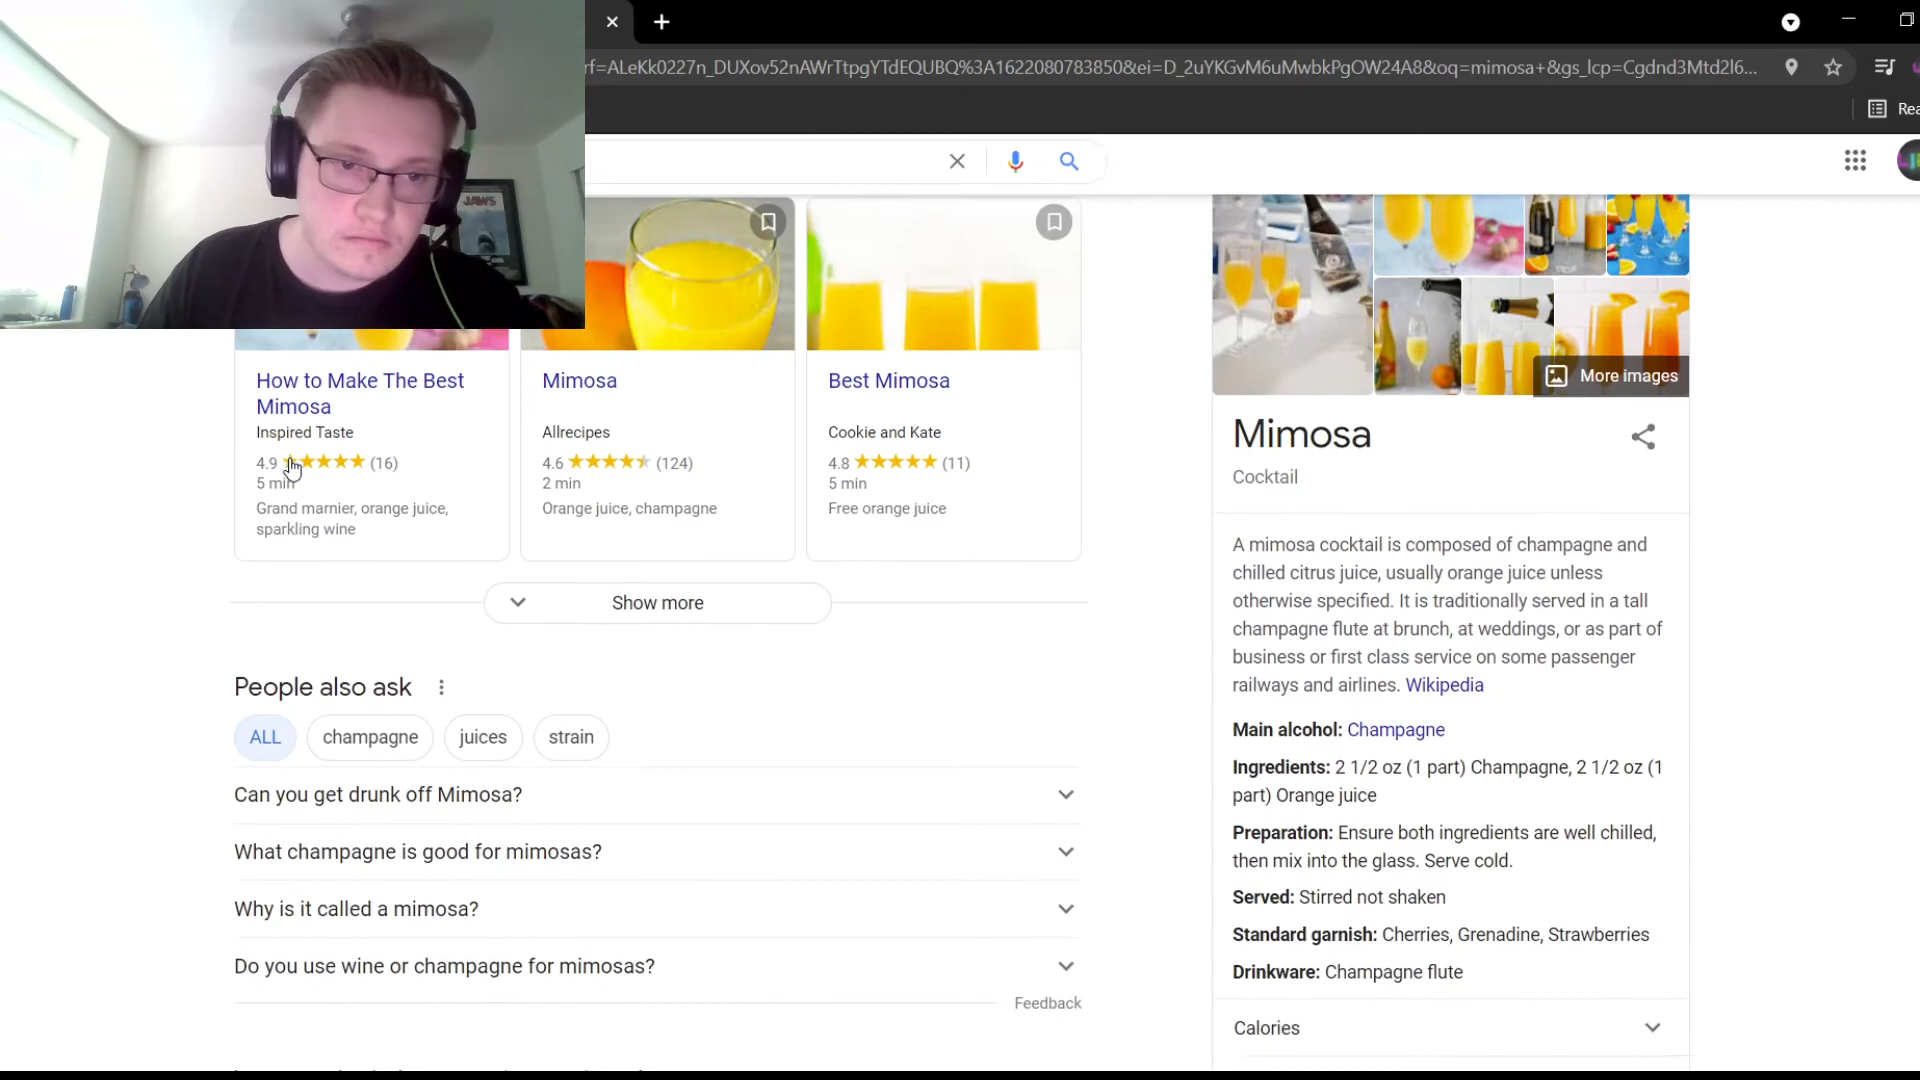 rf=ALeKk0227n_DUXov52nAWrTtpgYTdEQUBQ%3A1622080783850&ei=D_2uYKGvM6uMwbkPgOW24A8&oq=mimosa+&gs_lcp=Cgdnd3Mtd2l6...
Rea
JAWS
How to Make The Best
Mimosa
Inspired Taste
4.9 (16)
5 min
Grand marnier, orange juice,
sparkling wine
Mimosa
Allrecipes
4.6 (124)
2 min
Orange juice, champagne
Best Mimosa
Cookie and Kate
4.8 (11)
5 min
Free orange juice
Show more
People also ask
ALL
champagne
juices
strain
Can you get drunk off Mimosa?
What champagne is good for mimosas?
Why is it called a mimosa?
Do you use wine or champagne for mimosas?
Feedback
More images
Mimosa
Cocktail
A mimosa cocktail is composed of champagne and
chilled citrus juice, usually orange juice unless
otherwise specified. It is traditionally served in a tall
champagne flute at brunch, at weddings, or as part of
business or first class service on some passenger
railways and airlines. Wikipedia
Main alcohol: Champagne
Ingredients: 2 1/2 oz (1 part) Champagne, 2 1/2 oz (1
part) Orange juice
Preparation: Ensure both ingredients are well chilled,
then mix into the glass. Serve cold.
Served: Stirred not shaken
Standard garnish: Cherries, Grenadine, Strawberries
Drinkware: Champagne flute
Calories